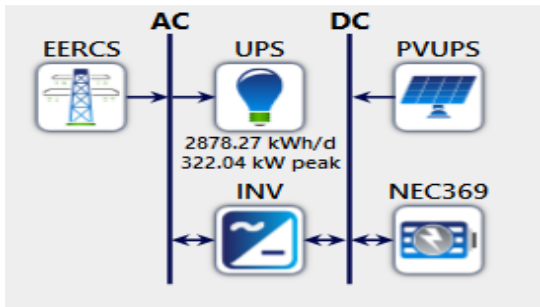 AC DC
EERCS UPS PVUPS
2878.27 kWh/d
322.04 kW peak
INV NEC369